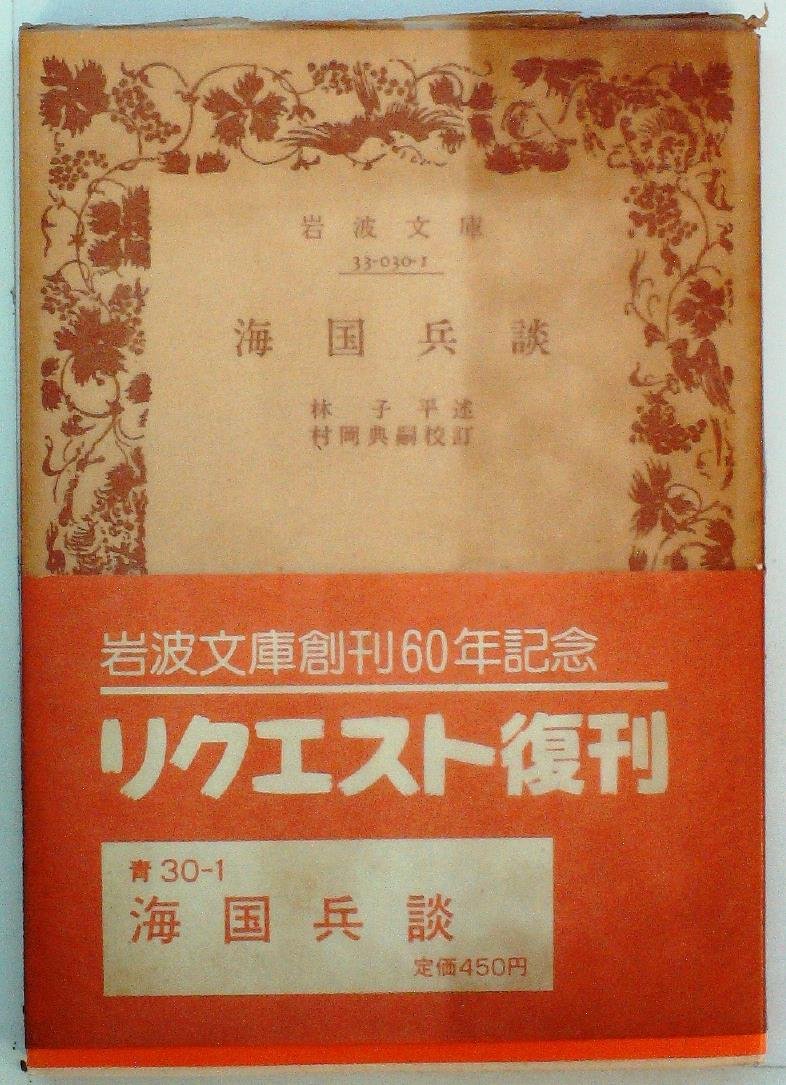 岩波文庫
33-030-1
海国兵談
林子平述
村岡典嗣校訂
岩波文庫創刊60年記念
リクエスト復刊
青30-1
海国兵談
定価450円